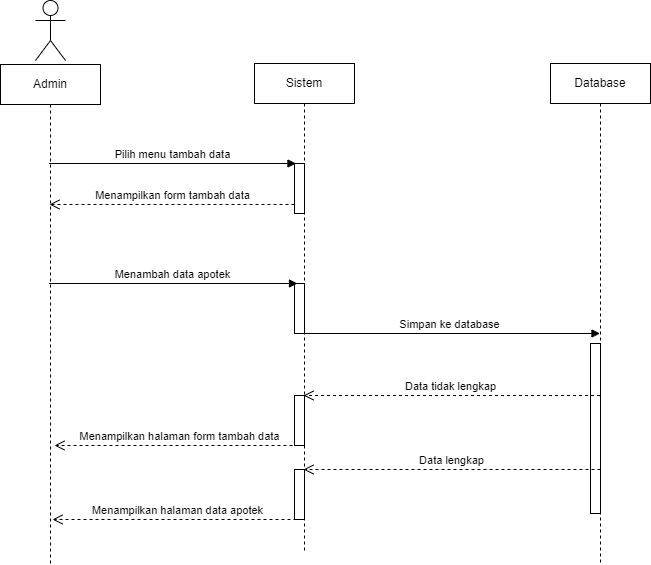 Admin
Sistem
Database
Pilih menu tambah data
Menampilkan form tambah data
Menambah data apotek
Simpan ke database
Data tidak lengkap
Menampilkan halaman form tambah data
Data lengkap
Menampilkan halaman data apotek